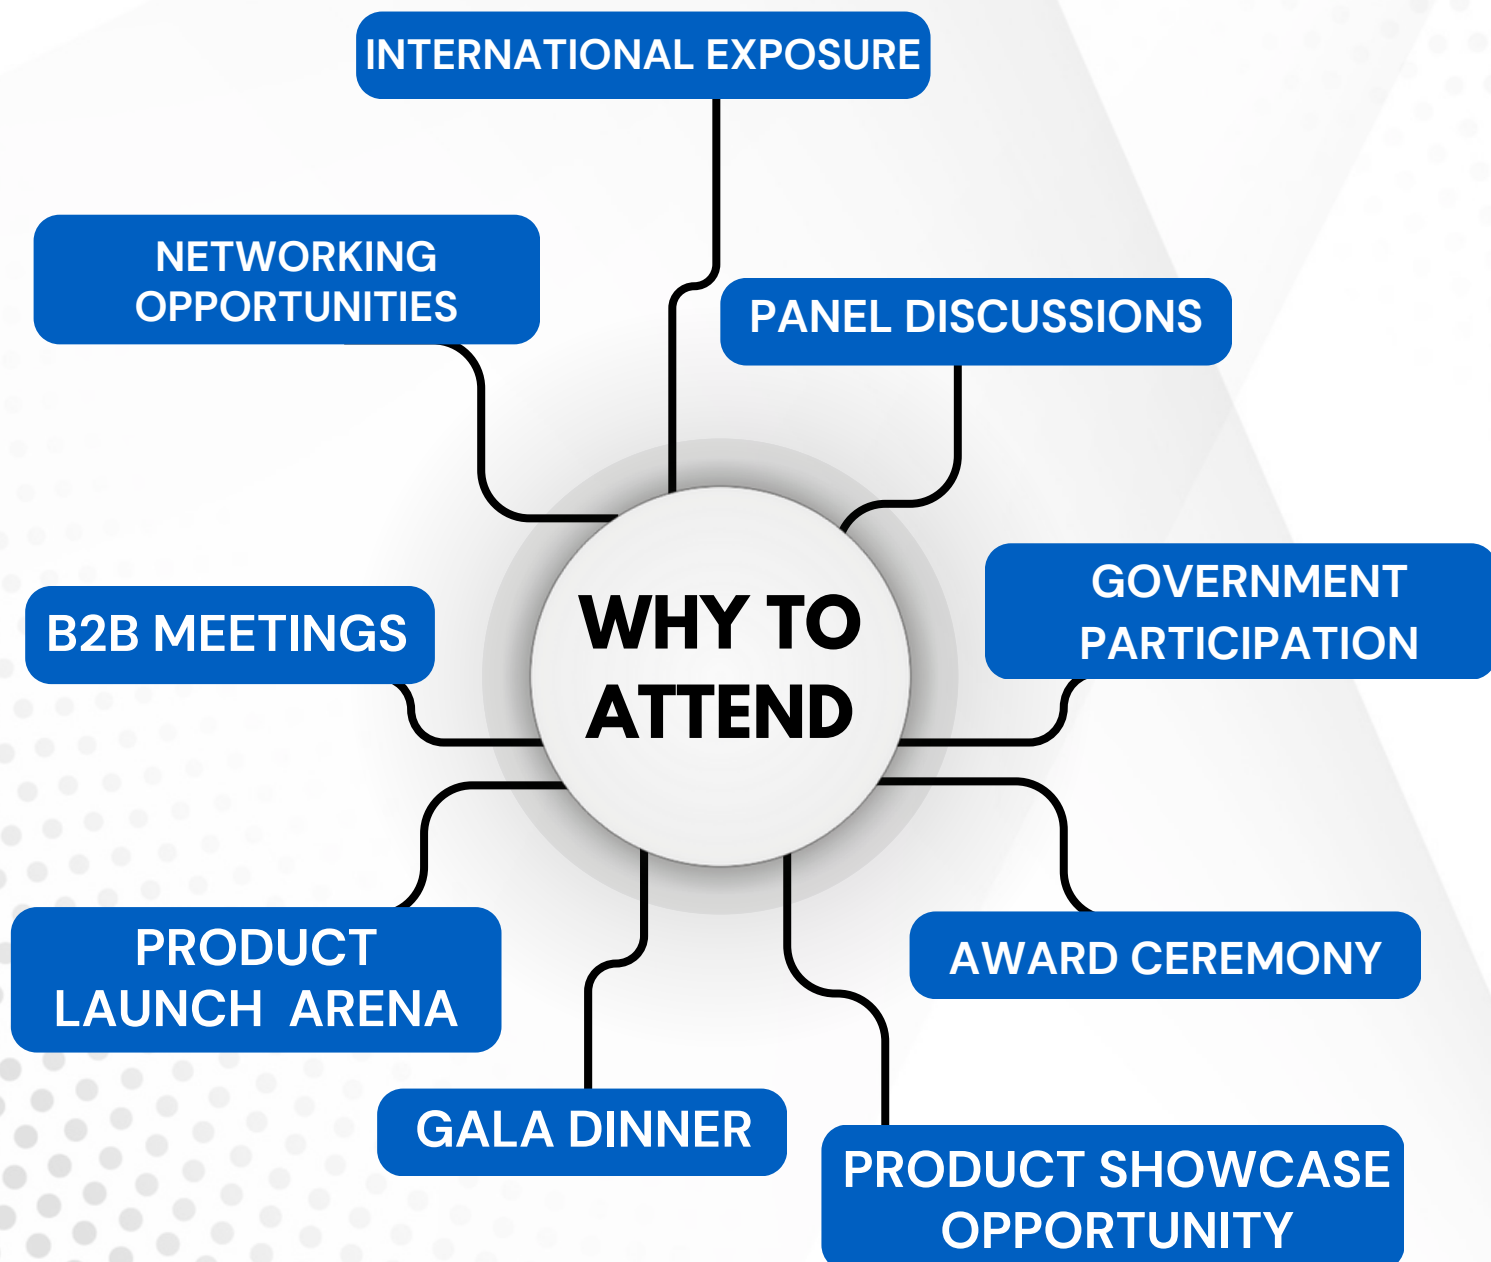 INTERNATIONAL EXPOSURE
NETWORKING
OPPORTUNITIES
PANEL DISCUSSIONS
WHY TO
ATTEND
GOVERNMENT
PARTICIPATION
B2B MEETINGS
PRODUCT
LAUNCH ARENA
AWARD CEREMONY
GALA DINNER
PRODUCT SHOWCASE
OPPORTUNITY